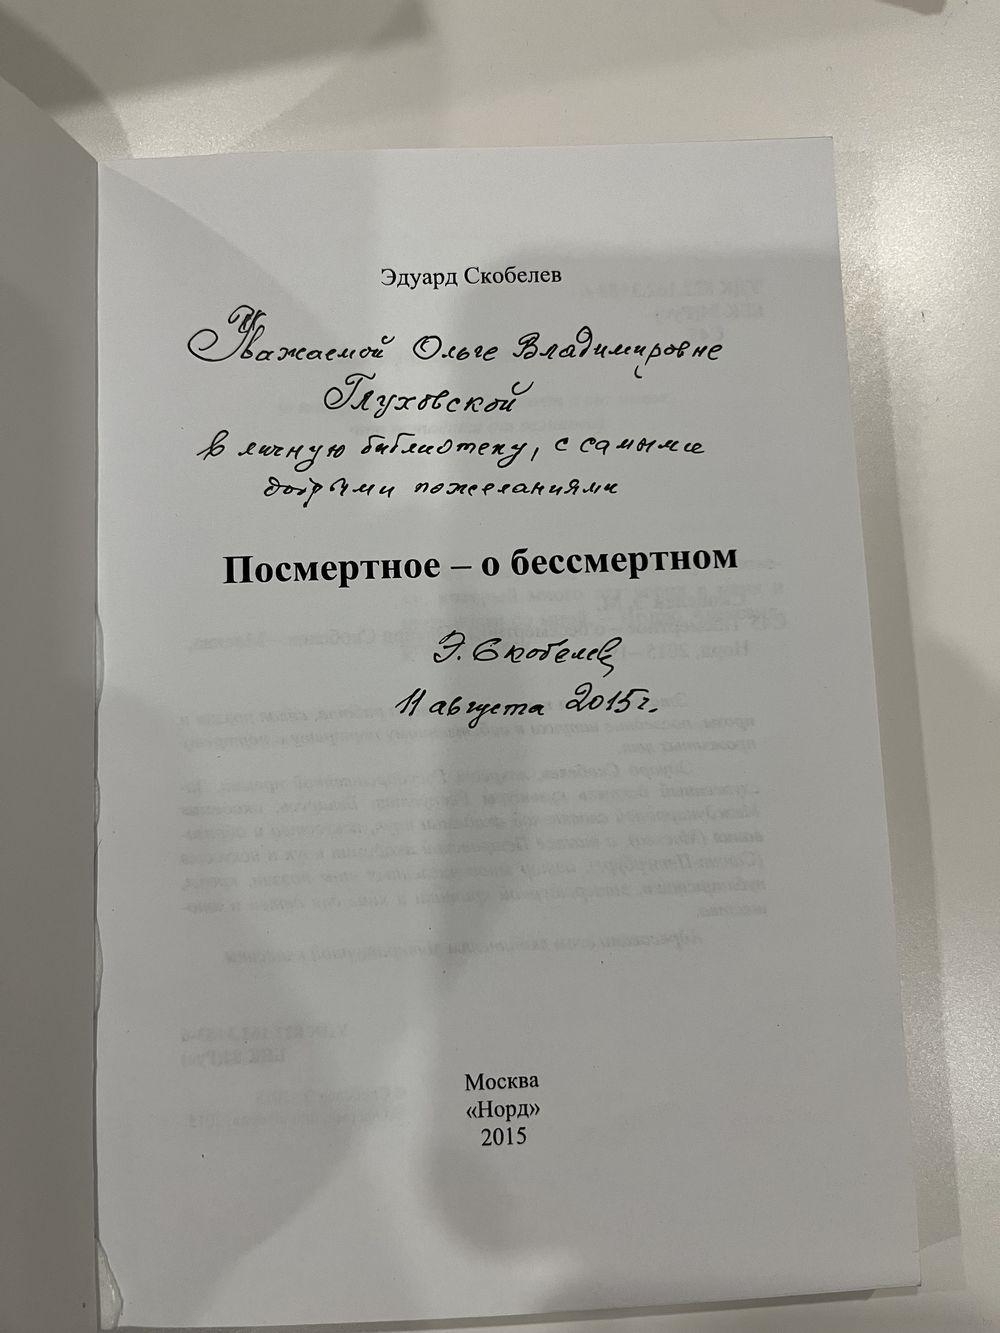 Эдуард Скобелев
Уважаемой Ольге Владимировне
Глуховской
в личную библиотеку, с самыми
добрыми пожеланиями
Посмертное – о бессмертном
Э. Скобелев
11 августа 2015 г.
Москва
«Норд»
2015